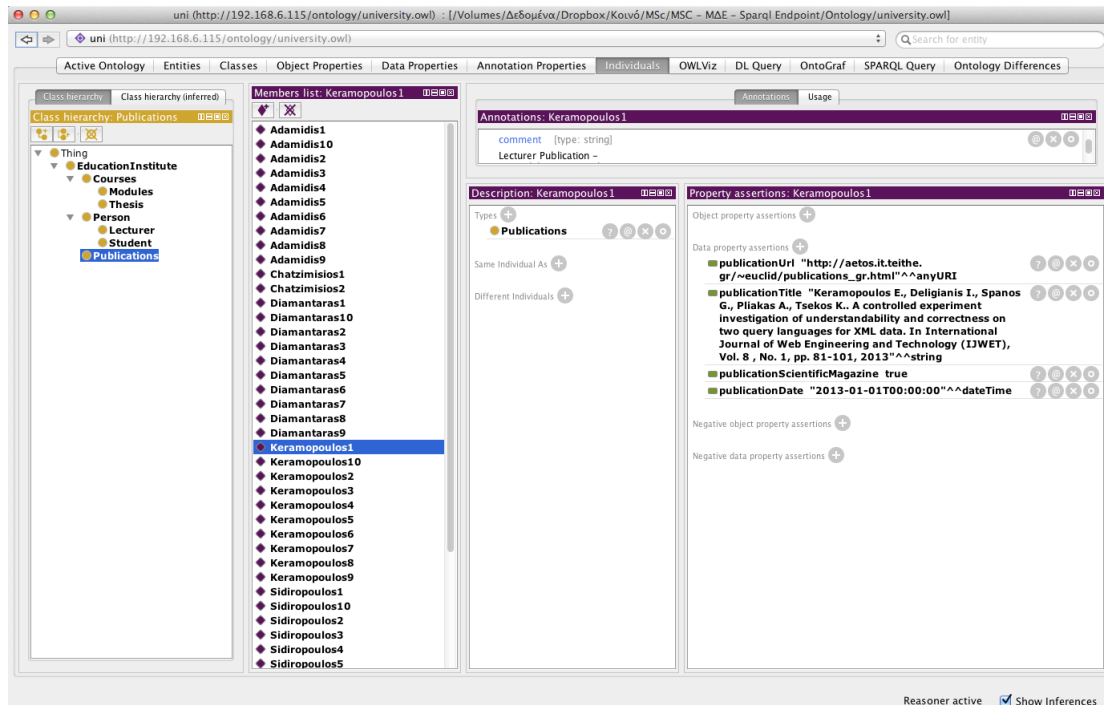 uni (http://192.168.6.115/ontology/university.owl) : [/Volumes/Δεδομένα/Dropbox/Κοινό/MSc/MSC – ΜΔΕ – Sparql Endpoint/Ontology/university.owl]
uni (http://192.168.6.115/ontology/university.owl)
Search for entity
Active Ontology Entities Classes Object Properties Data Properties Annotation Properties Individuals OWLViz DL Query OntoGraf SPARQL Query Ontology Differences
Class hierarchy Class hierarchy (inferred)
Class hierarchy: Publications
Thing
EducationInstitute
Courses
Modules
Thesis
Person
Lecturer
Student
Publications
Members list: Keramopoulos1
Adamidis1
Adamidis10
Adamidis2
Adamidis3
Adamidis4
Adamidis5
Adamidis6
Adamidis7
Adamidis8
Adamidis9
Chatzimisios1
Chatzimisios2
Diamantaras1
Diamantaras10
Diamantaras2
Diamantaras3
Diamantaras4
Diamantaras5
Diamantaras6
Diamantaras7
Diamantaras8
Diamantaras9
Keramopoulos1
Keramopoulos10
Keramopoulos2
Keramopoulos3
Keramopoulos4
Keramopoulos5
Keramopoulos6
Keramopoulos7
Keramopoulos8
Keramopoulos9
Sidiropoulos1
Sidiropoulos10
Sidiropoulos2
Sidiropoulos3
Sidiropoulos4
Sidiropoulos5
Annotations Usage
Annotations: Keramopoulos1
comment [type: string]
Lecturer Publication –
Description: Keramopoulos1
Types
Publications
Same Individual As
Different Individuals
Property assertions: Keramopoulos1
Object property assertions
Data property assertions
publicationUrl "http://aetos.it.teithe.
gr/~euclid/publications_gr.html"^^anyURI
publicationTitle "Keramopoulos E., Deligianis I., Spanos
G., Pliakas A., Tsekos K.. A controlled experiment
investigation of understandability and correctness on
two query languages for XML data. In International
Journal of Web Engineering and Technology (IJWET),
Vol. 8 , No. 1, pp. 81-101, 2013"^^string
publicationScientificMagazine true
publicationDate "2013-01-01T00:00:00"^^dateTime
Negative object property assertions
Negative data property assertions
Reasoner active Show Inferences